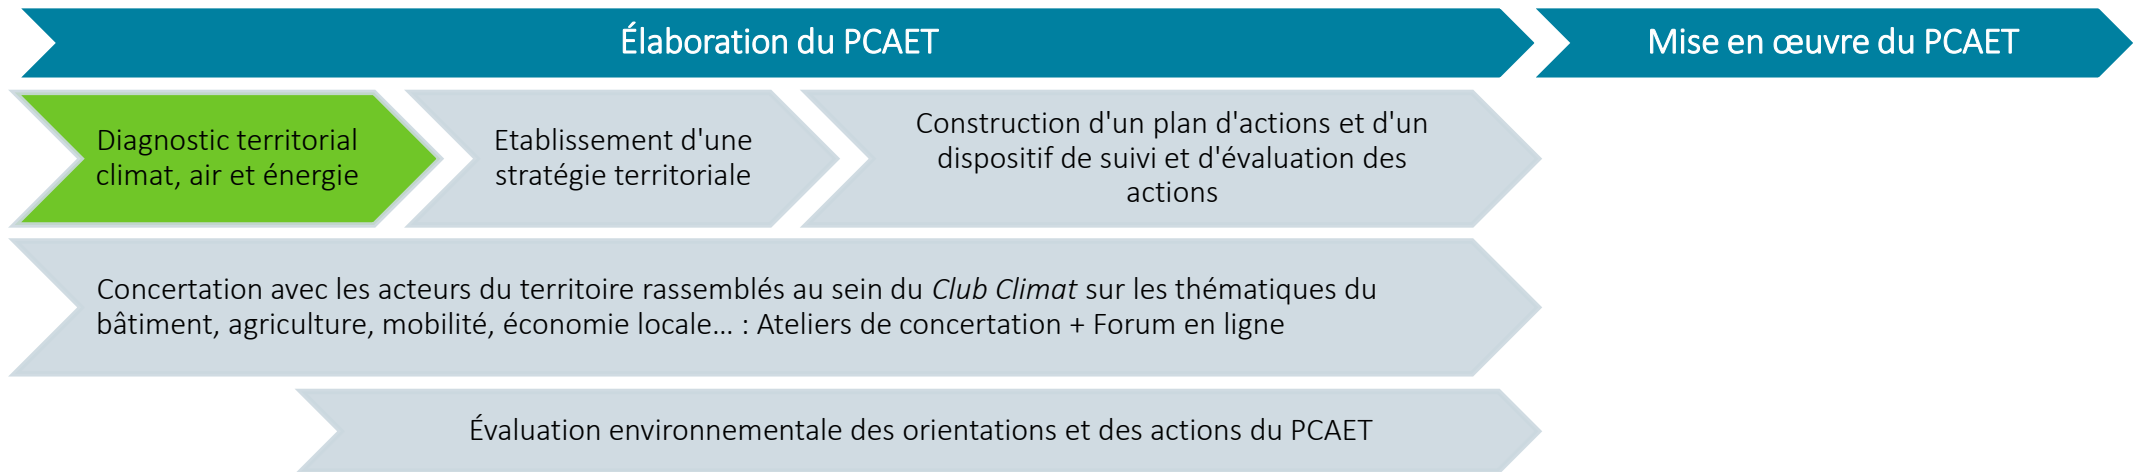 Élaboration du PCAET
Mise en œuvre du PCAET
Diagnostic territorial
climat, air et énergie
Etablissement d'une
stratégie territoriale
Construction d'un plan d'actions et d'un
dispositif de suivi et d'évaluation des
actions
Concertation avec les acteurs du territoire rassemblés au sein du Club Climat sur les thématiques du
bâtiment, agriculture, mobilité, économie locale… : Ateliers de concertation + Forum en ligne
Évaluation environnementale des orientations et des actions du PCAET